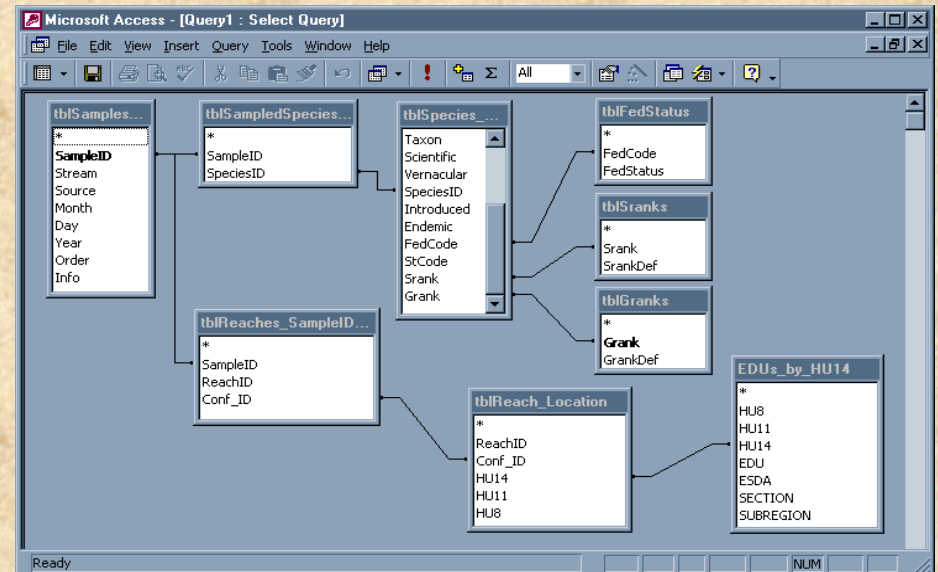 Microsoft Access - [Query1 : Select Query]
File Edit View Insert Query Tools Window Help
ABC
Σ All
tblSamples...
*
SampleID
Stream
Source
Month
Day
Year
Order
Info
tblSampledSpecies...
*
SampleID
SpeciesID
tblSpecies_...
Taxon
Scientific
Vernacular
SpeciesID
Introduced
Endemic
FedCode
StCode
Srank
Grank
tblFedStatus
*
FedCode
FedStatus
tblSranks
*
Srank
SrankDef
tblGranks
*
Grank
GrankDef
tblReaches_SampleID...
*
SampleID
ReachID
Conf_ID
tblReach_Location
*
ReachID
Conf_ID
HU14
HU11
HU8
EDUs_by_HU14
*
HU8
HU11
HU14
EDU
ESDA
SECTION
SUBREGION
Ready
NUM